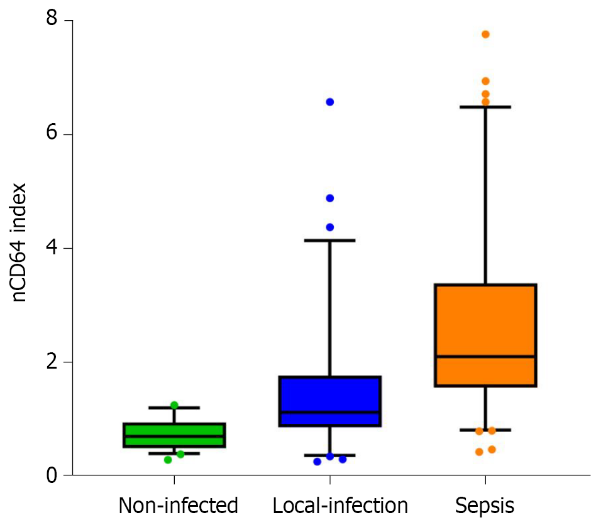 8
6
4
2
0
nCD64 index
Non-infected
Local-infection
Sepsis